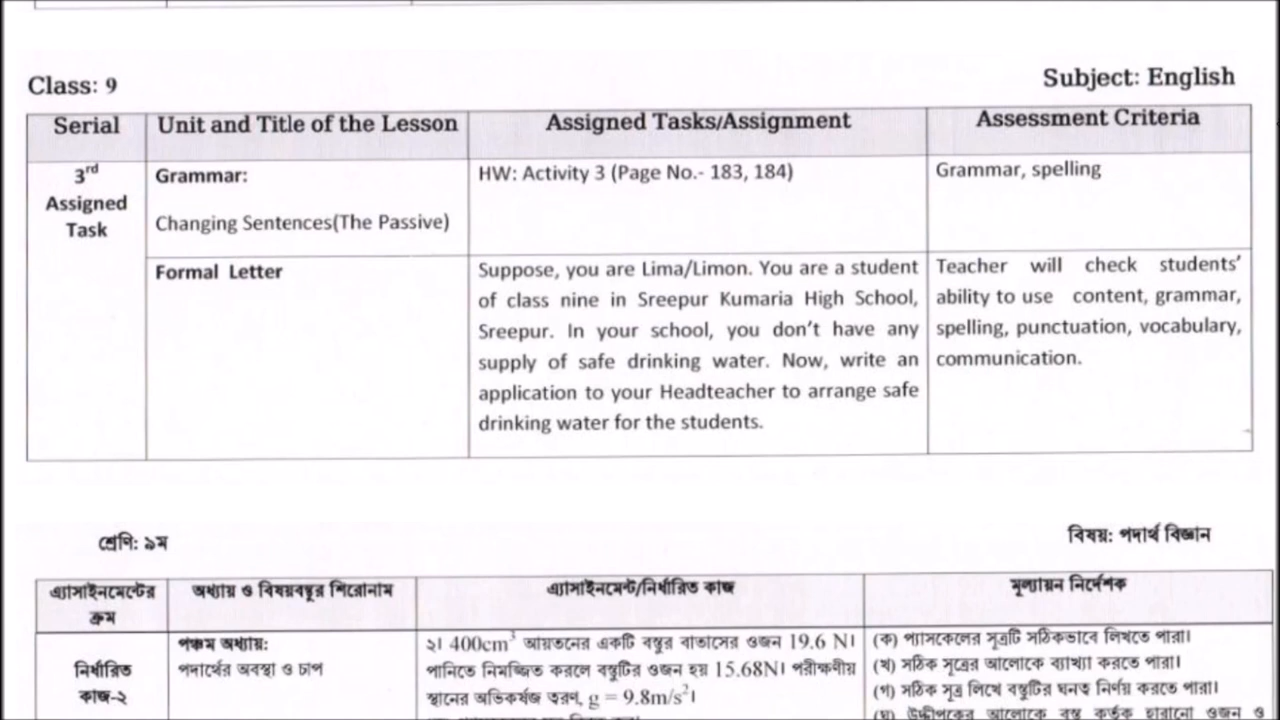 Class: 9
Subject: English
Serial
Unit and Title of the Lesson
Assigned Tasks/Assignment
Assessment Criteria
3rd
Assigned
Task
Grammar:
Changing Sentences(The Passive)
HW: Activity 3 (Page No.- 183, 184)
Grammar, spelling
Formal Letter
Suppose, you are Lima/Limon. You are a student
of class nine in Sreepur Kumaria High School,
Sreepur. In your school, you don't have any
supply of safe drinking water. Now, write an
application to your Headteacher to arrange safe
drinking water for the students.
Teacher will check students'
ability to use content, grammar,
spelling, punctuation, vocabulary,
communication.
শ্রেণি: ৯ম
বিষয়: পদার্থ বিজ্ঞান
এ্যাসাইনমেন্টের
ক্রম
অধ্যায় ও বিষয়বস্তুর শিরোনাম
এ্যাসাইনমেন্ট/নির্ধারিত কাজ
মূল্যায়ন নির্দেশক
নির্ধারিত
কাজ-২
পঞ্চম অধ্যায়:
পদার্থের অবস্থা ও চাপ
২। 400cm³ আয়তনের একটি বস্তুর বাতাসের ওজন 19.6 N।
পানিতে নিমজ্জিত করলে বস্তুটির ওজন হয় 15.68N। পরীক্ষণীয়
স্থানের অভিকর্ষজ ত্বরণ, g = 9.8m/s²।
(ক) প্যাসকেলের সূত্রটি সঠিকভাবে লিখতে পারা।
(খ) সঠিক সূত্রের আলোকে ব্যাখ্যা করতে পারা।
(গ) সঠিক সূত্র লিখে বস্তুটির ঘনত্ব নির্ণয় করতে পারা।
(ঘ) উদ্দীপকের আলোকে বস্তু কর্তৃক হারানো ওজন ও